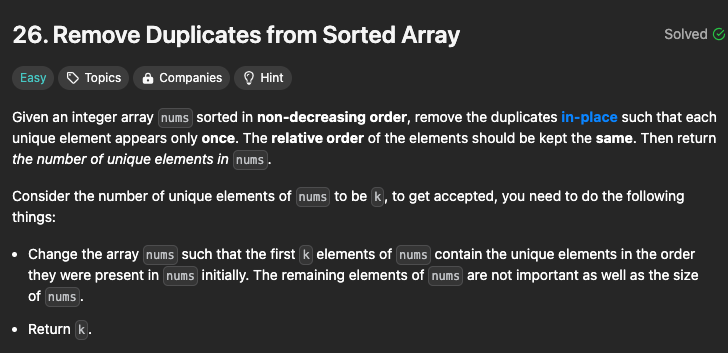 26. Remove Duplicates from Sorted Array
Solved
Easy Topics Companies Hint
Given an integer array nums sorted in non-decreasing order, remove the duplicates in-place such that each
unique element appears only once. The relative order of the elements should be kept the same. Then return
the number of unique elements in nums.
Consider the number of unique elements of nums to be k, to get accepted, you need to do the following
things:
• Change the array nums such that the first k elements of nums contain the unique elements in the order
they were present in nums initially. The remaining elements of nums are not important as well as the size
of nums.
• Return k.